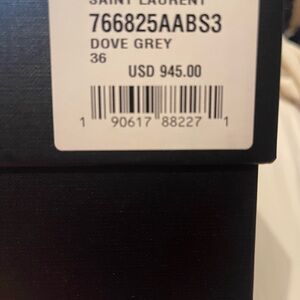 SAINT LAURENT
766825AABS3
DOVE GREY
36
USD 945.00
1 90617 88227 1